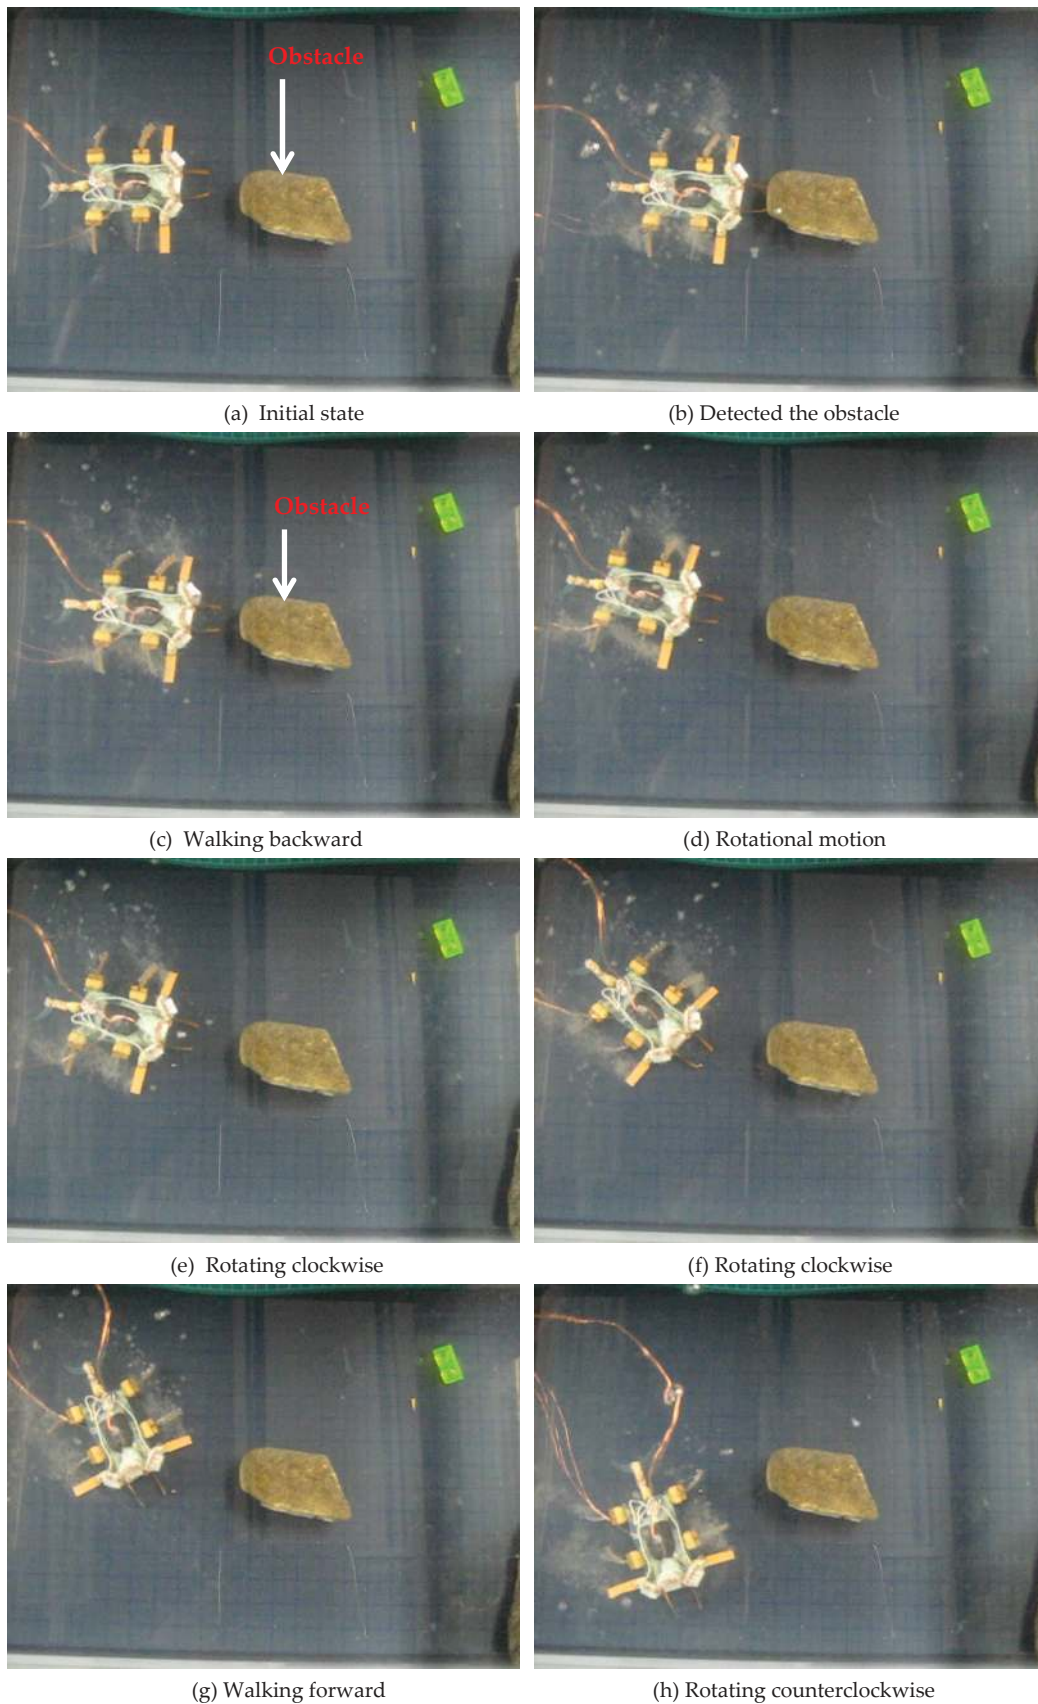 Obstacle
(a) Initial state
(b) Detected the obstacle
Obstacle
(c) Walking backward
(d) Rotational motion
(e) Rotating clockwise
(f) Rotating clockwise
(g) Walking forward
(h) Rotating counterclockwise